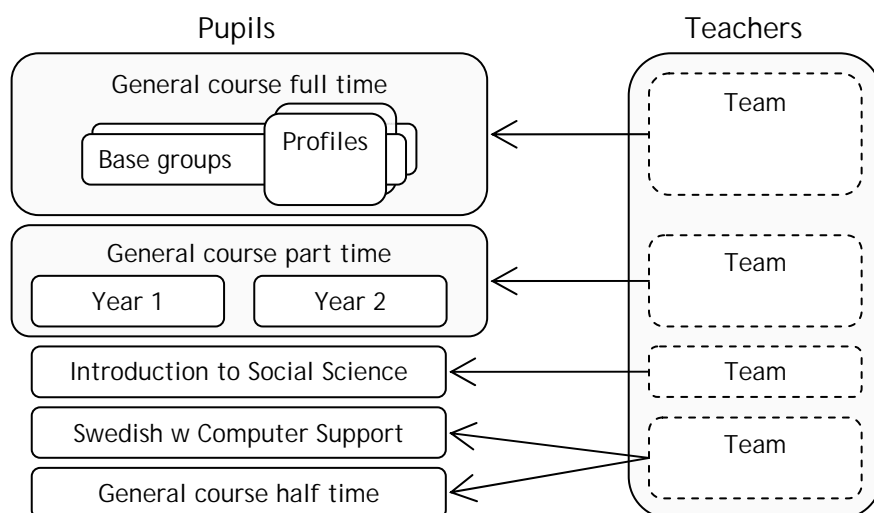 Pupils
Teachers
General course full time
Base groups
Profiles
Team
General course part time
Year 1
Year 2
Team
Introduction to Social Science
Team
Swedish w Computer Support
Team
General course half time